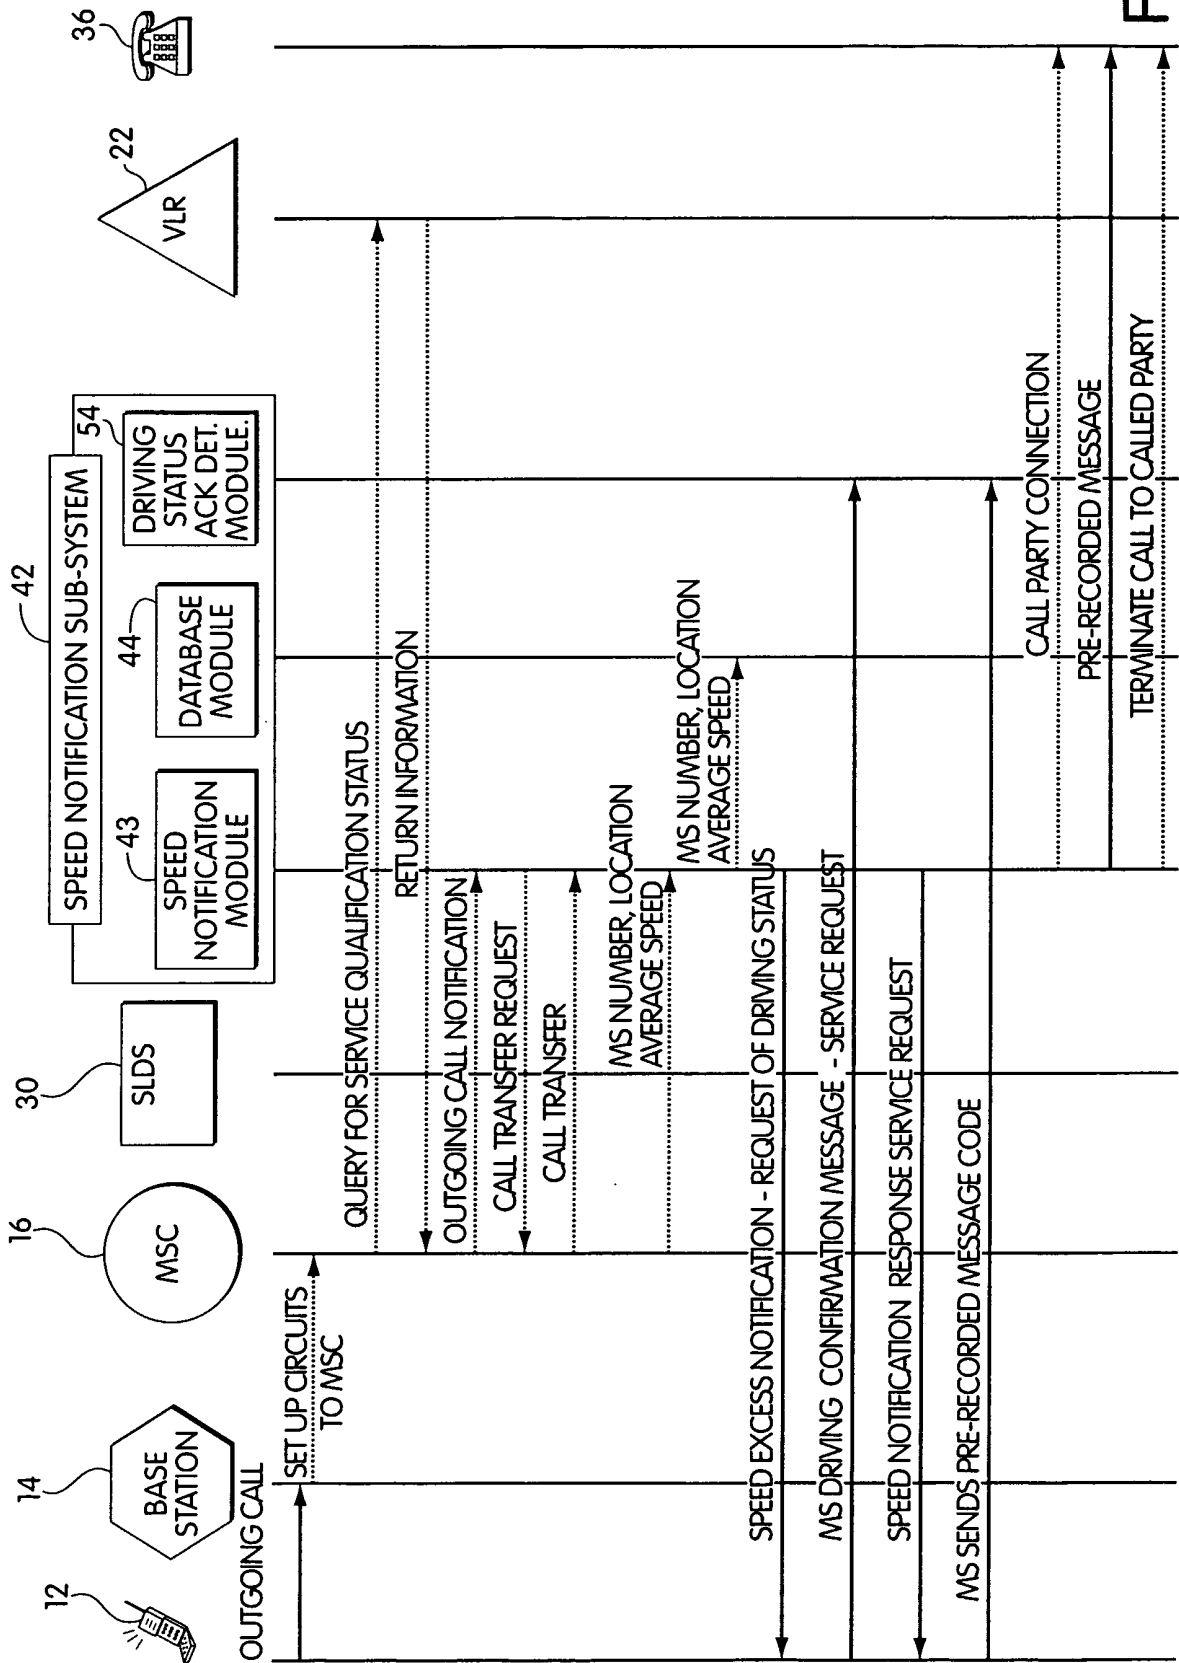 12
14
16
30
42
22
36
BASE
STATION
MSC
SLDS
SPEED NOTIFICATION SUB-SYSTEM
43
SPEED
NOTIFICATION
MODULE
44
DATABASE
MODULE
54
DRIVING
STATUS
ACK DET.
MODULE.
VLR
OUTGOING CALL
SET UP CIRCUITS
TO MSC
QUERY FOR SERVICE QUALIFICATION STATUS
RETURN INFORMATION
OUTGOING CALL NOTIFICATION
CALL TRANSFER REQUEST
CALL TRANSFER
MS NUMBER, LOCATION
AVERAGE SPEED
MS NUMBER, LOCATION
AVERAGE SPEED
SPEED EXCESS NOTIFICATION - REQUEST OF DRIVING STATUS
MS DRIVING CONFIRMATION MESSAGE - SERVICE REQUEST
SPEED NOTIFICATION RESPONSE SERVICE REQUEST
MS SENDS PRE-RECORDED MESSAGE CODE
CALL PARTY CONNECTION
PRE-RECORDED MESSAGE
TERMINATE CALL TO CALLED PARTY